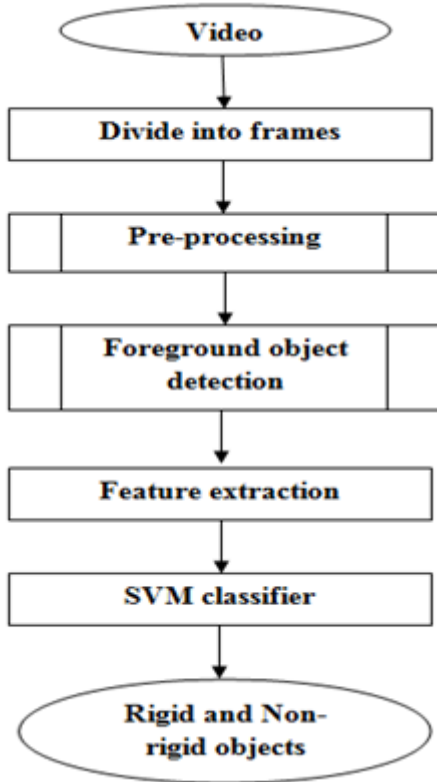 Video
Divide into frames
Pre-processing
Foreground object
detection
Feature extraction
SVM classifier
Rigid and Non-
rigid objects